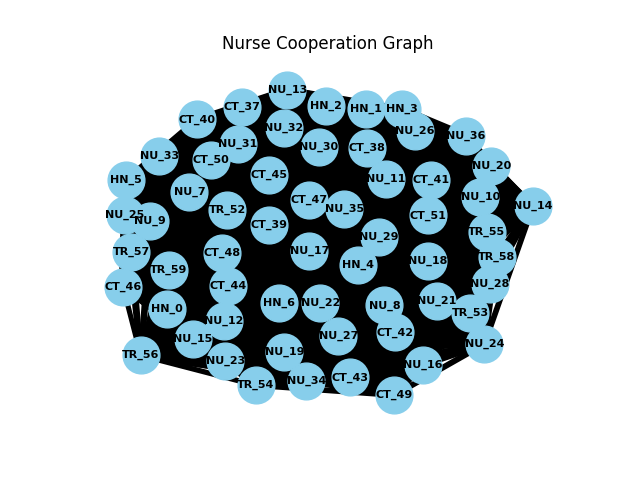 Nurse Cooperation Graph
NU_13
CT_37
HN_2
HN_1
HN_3
CT_40
NU_32
NU_26
NU_36
NU_31
NU_30
CT_38
NU_33
CT_50
NU_20
CT_45
NU_11
CT_41
HN_5
NU_7
NU_10
CT_47
NU_14
TR_52
NU_35
NU_25
CT_51
NU_9
CT_39
TR_55
NU_29
TR_57
CT_48
NU_17
TR_58
NU_18
HN_4
TR_59
CT_46
CT_44
NU_28
HN_0
HN_6
NU_22
NU_8
NU_21
TR_53
NU_12
CT_42
NU_15
NU_27
NU_24
NU_19
TR_56
NU_23
NU_16
CT_43
NU_34
TR_54
CT_49